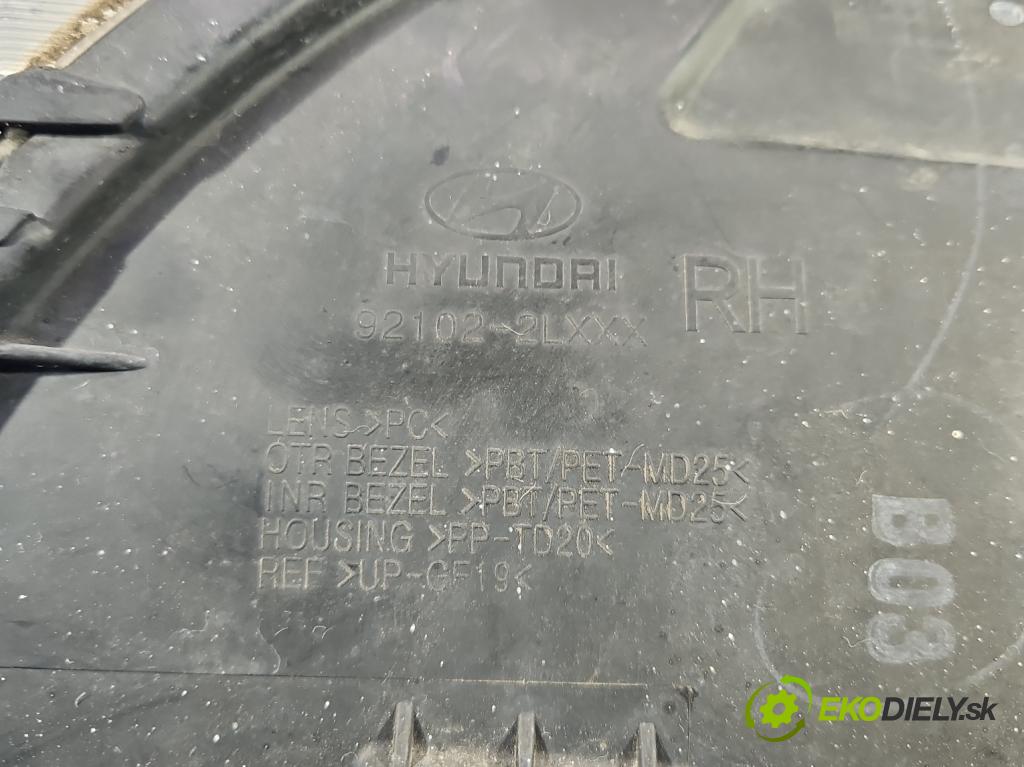 HYUNDAI
RH
92102-2LXXX
LENS >PC<
OTR BEZEL >PBT/PET-MD25<
INR BEZEL >PBT/PET-MD25<
HOUSING >PP-TD20<
REF >UP-GF19<
B03
EKODIELY.sk